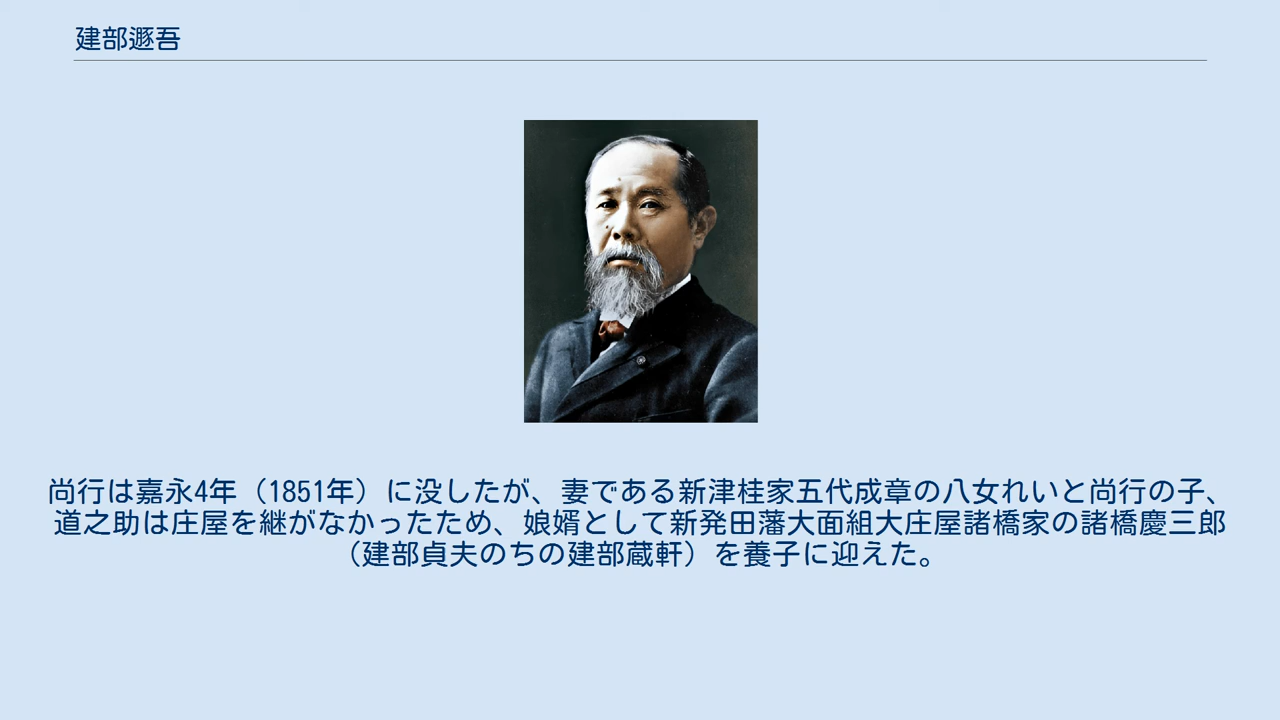 建部遯吾
尚行は嘉永4年（1851年）に没したが、妻である新津桂家五代成章の八女れいと尚行の子、
道之助は庄屋を継がなかったため、娘婿として新発田藩大面組大庄屋諸橋家の諸橋慶三郎
（建部貞夫のちの建部蔵軒）を養子に迎えた。